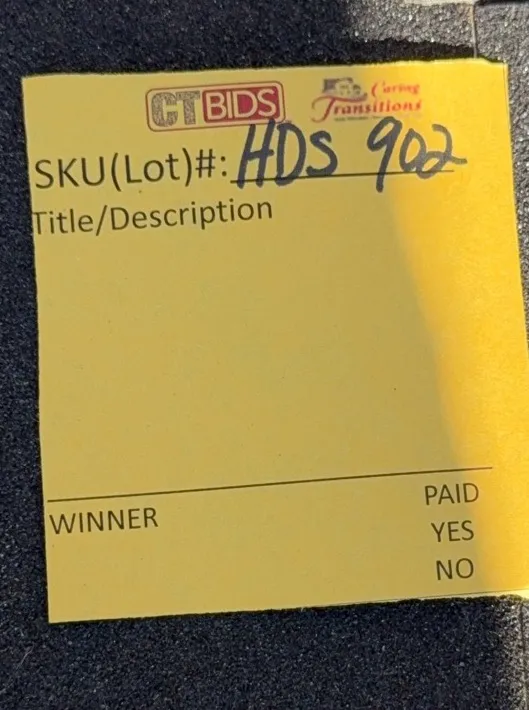 CTBIDS
Caring
Transitions
SKU(Lot)#: HDS 902
Title/Description
WINNER
PAID
YES
NO